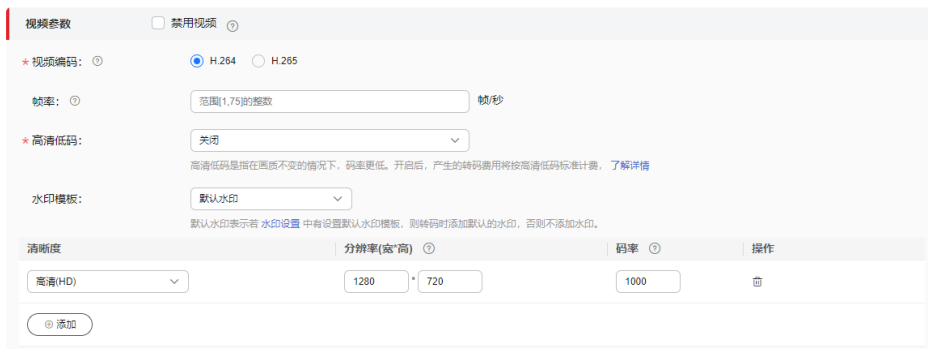 视频参数 禁用视频 ?
* 视频编码： ? H.264 H.265
帧率： ? 范围[1,75]的整数 帧/秒
* 高清低码： 关闭
高清低码是指在画质不变的情况下，码率更低。开启后，产生的转码费用将按高清低码标准计费， 了解详情
水印模板： 默认水印
默认水印表示若 水印设置 中有设置默认水印模板，则转码时添加默认的水印，否则不添加水印。
清晰度 分辨率(宽*高) ? 码率 ? 操作
高清(HD) 1280 * 720 1000
添加